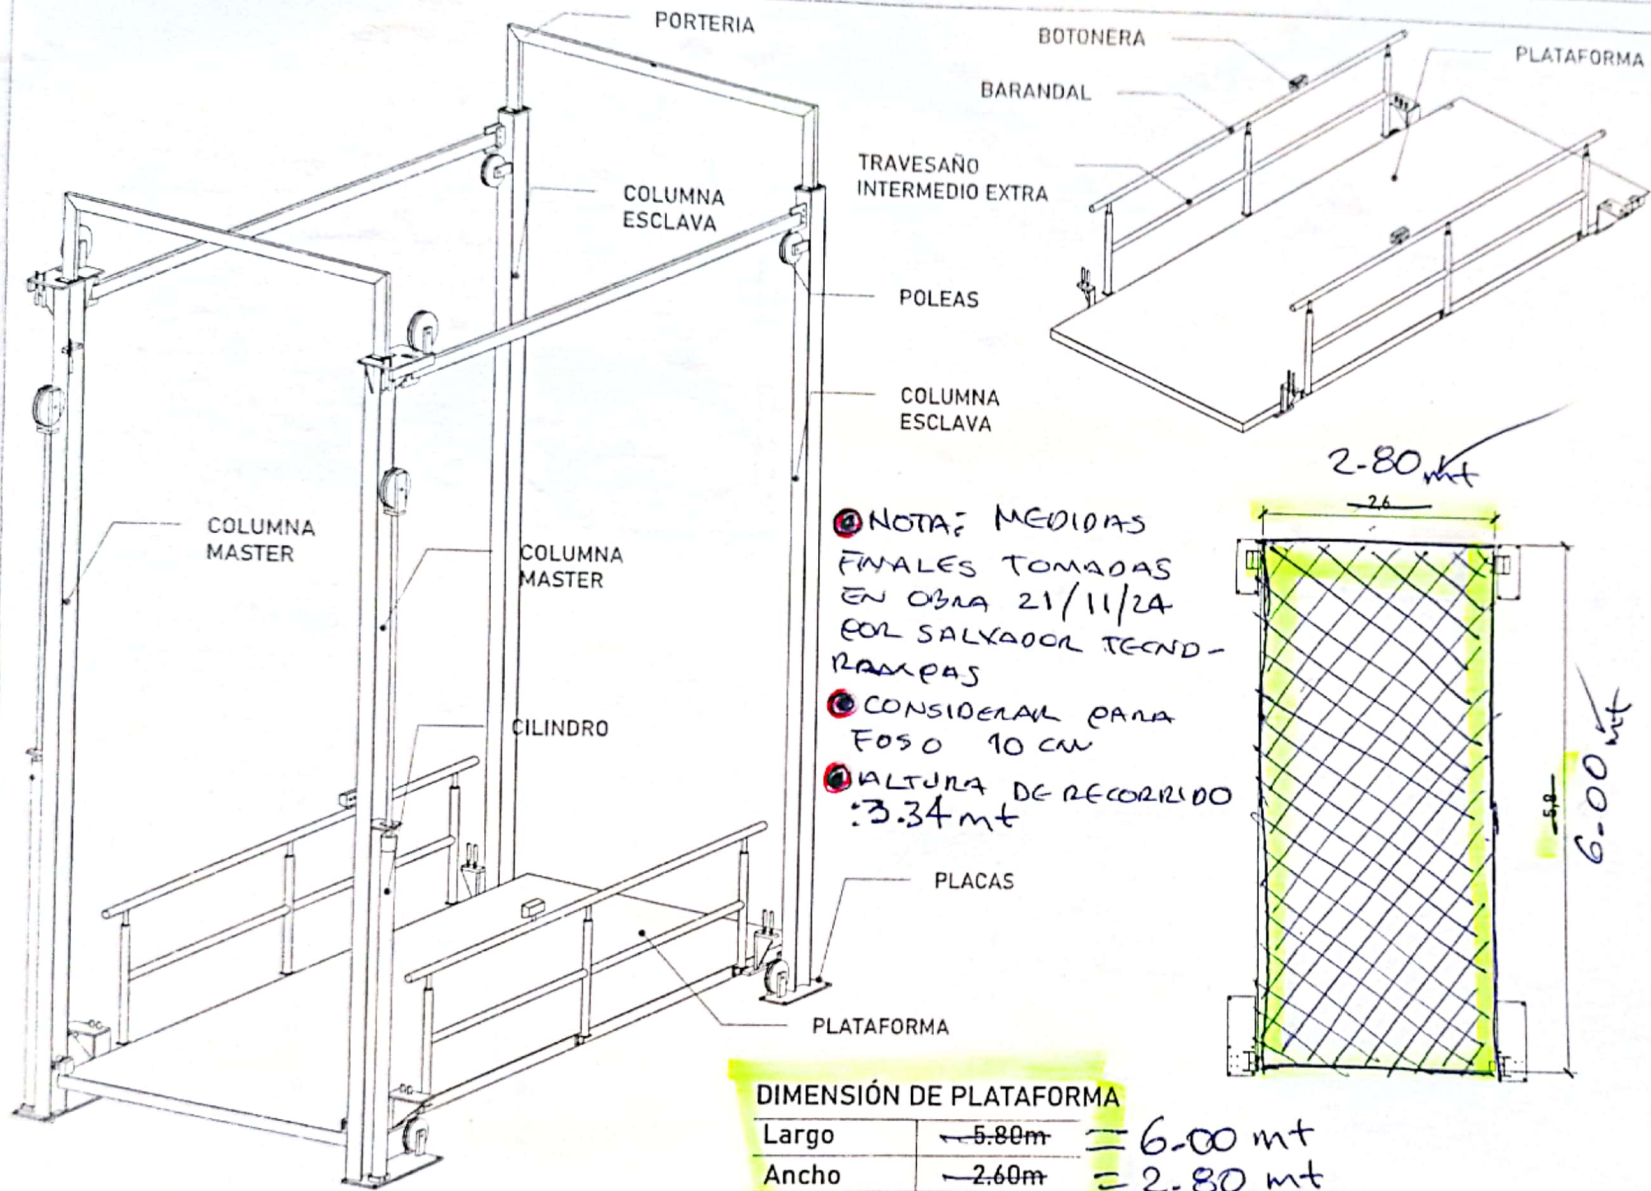 PORTERIA
BOTONERA
PLATAFORMA
BARANDAL
TRAVESAÑO
INTERMEDIO EXTRA
COLUMNA
ESCLAVA
POLEAS
COLUMNA
ESCLAVA
COLUMNA
MASTER
COLUMNA
MASTER
CILINDRO
PLACAS
PLATAFORMA
2.80 mt
2,6
NOTA: MEDIDAS
FINALES TOMADAS
EN OBRA 21/11/24
POR SALVADOR TECNO-
RAMPAS
CONSIDERAR PARA
FOSO 10 CM
ALTURA DE RECORRIDO
:3.34 mt
5,8
6.00 mt
DIMENSIÓN DE PLATAFORMA
Largo 5.80m = 6.00 mt
Ancho 2.60m = 2.80 mt